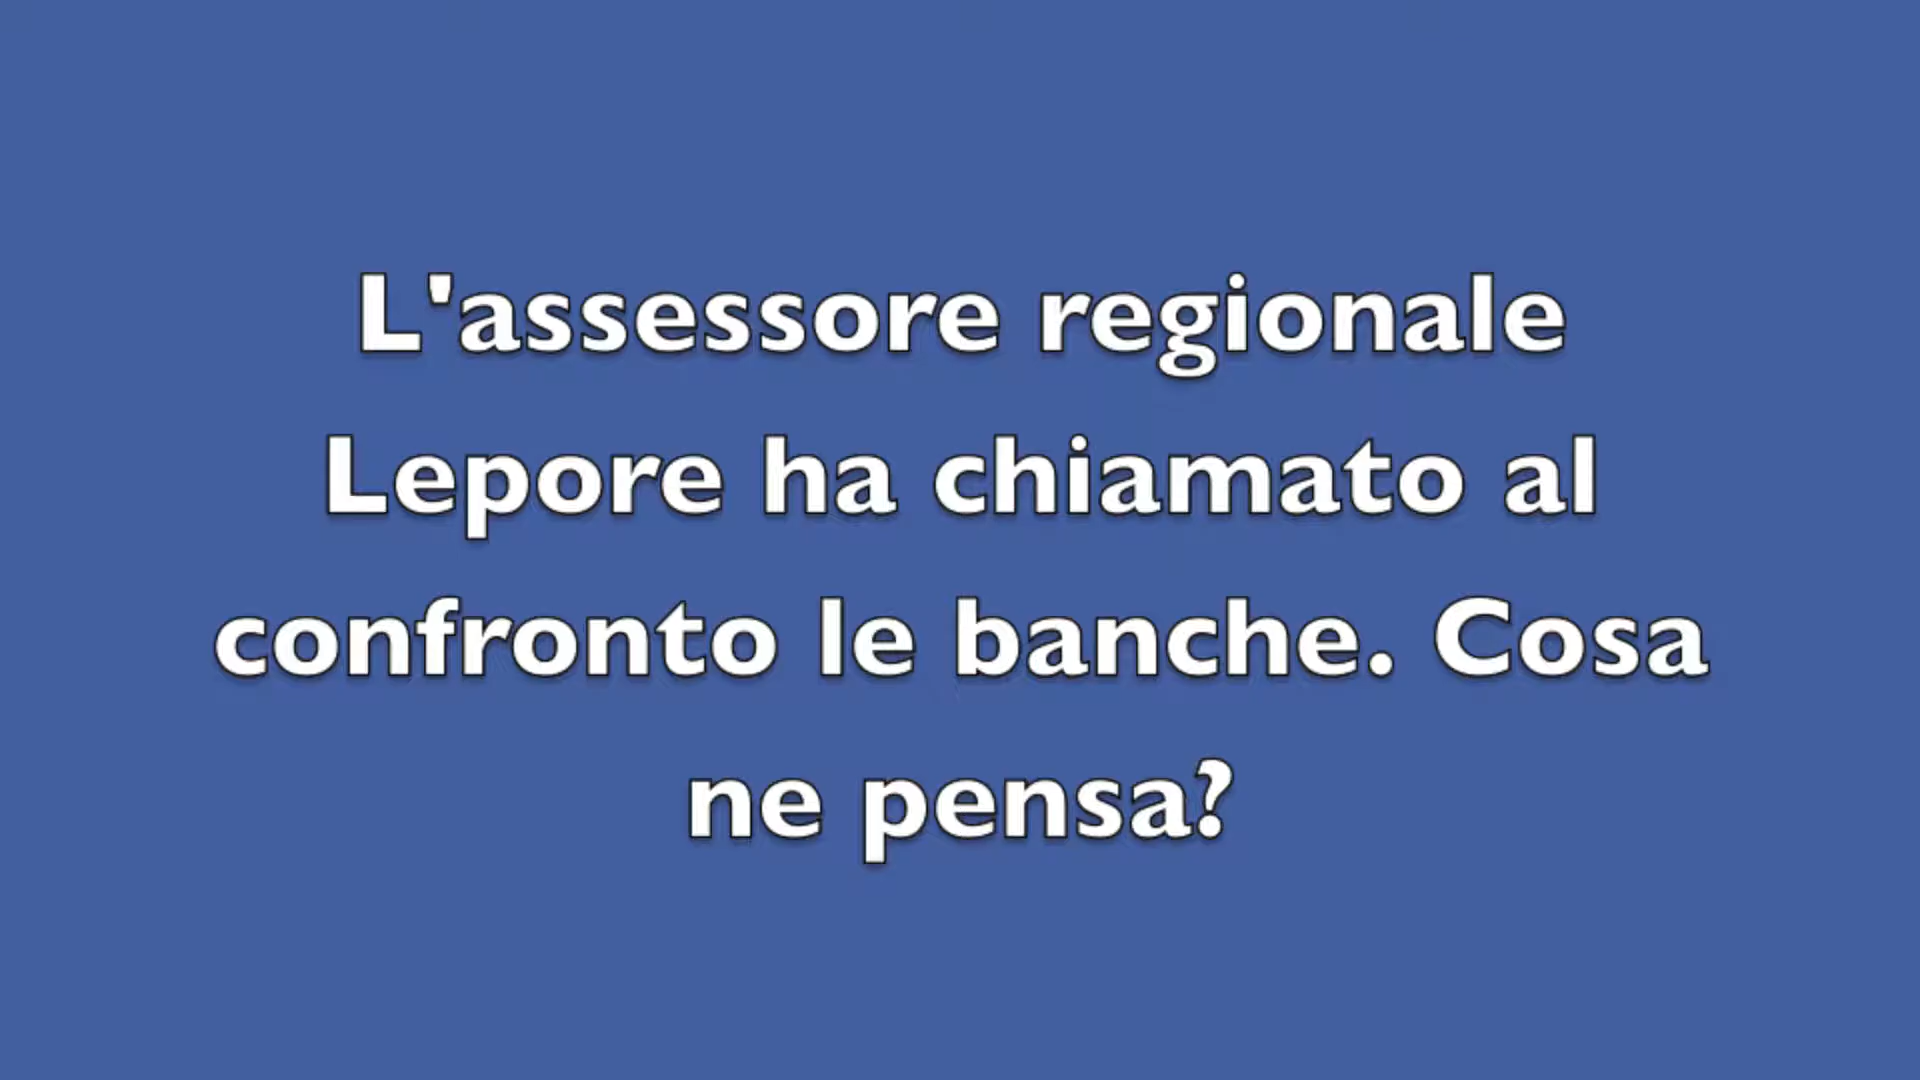 L'assessore regionale
Lepore ha chiamato al
confronto le banche. Cosa
ne pensa?